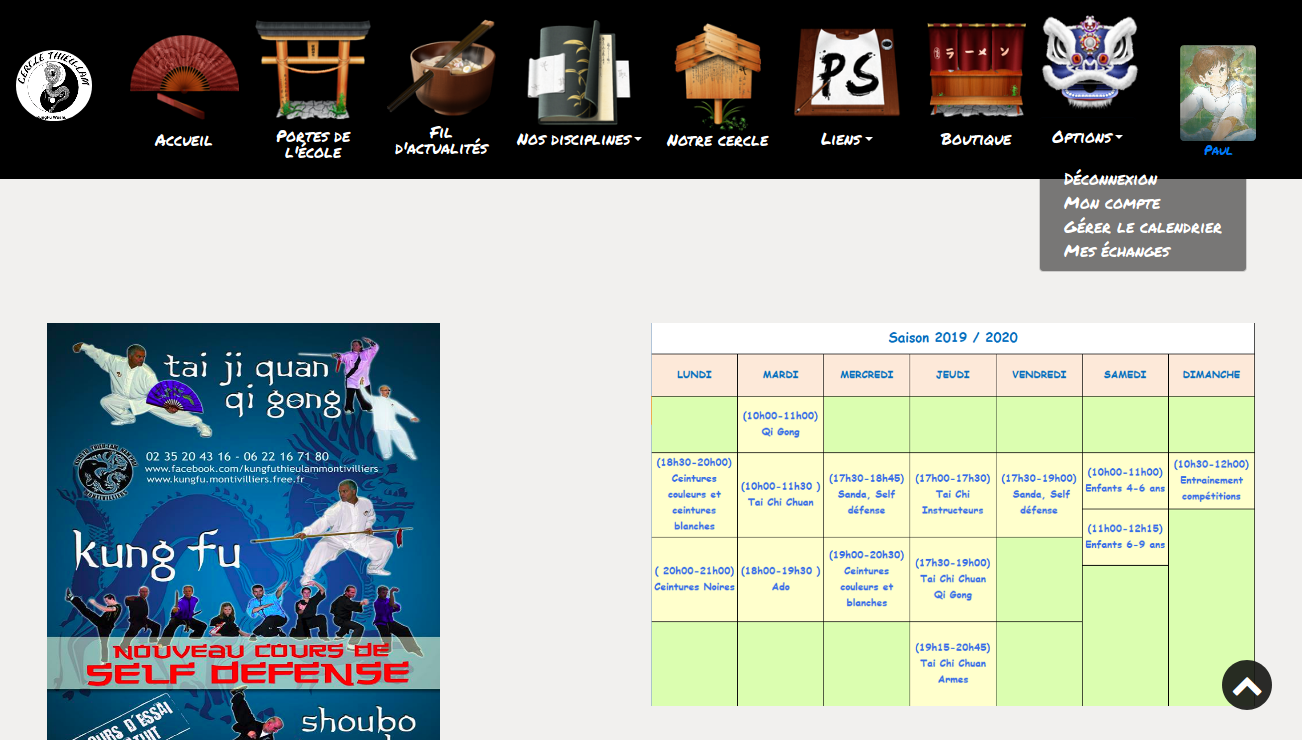 CERCLE THIEU-LAM
ラーメン
PS
Accueil
Portes de
l'école
Fil
d'actualités
Nos disciplines
Notre cercle
Liens
Boutique
Options
Paul
Déconnexion
Mon compte
Gérer le calendrier
Mes échanges
tai ji quan
qi gong
02 35 20 43 16 - 06 22 16 71 80
www.facebook.com/kungfuthieulammontivilliers
www.kungfu.montivilliers.free.fr
kung fu
NOUVEAU COURS DE
SELF DEFENSE
shoubo
Saison 2019 / 2020
LUNDI
MARDI
MERCREDI
JEUDI
VENDREDI
SAMEDI
DIMANCHE
(10h00-11h00)
Qi Gong
(18h30-20h00)
Ceintures
couleurs et
ceintures
blanches
(10h00-11h30 )
Tai Chi Chuan
(17h30-18h45)
Sanda, Self
défense
(17h00-17h30)
Tai Chi
Instructeurs
(17h30-19h00)
Sanda, Self
défense
(10h00-11h00)
Enfants 4-6 ans
(10h30-12h00)
Entrainement
compétitions
(11h00-12h15)
Enfants 6-9 ans
( 20h00-21h00)
Ceintures Noires
(18h00-19h30 )
Ado
(19h00-20h30)
Ceintures
couleurs et
blanches
(17h30-19h00)
Tai Chi Chuan
Qi Gong
(19h15-20h45)
Tai Chi Chuan
Armes